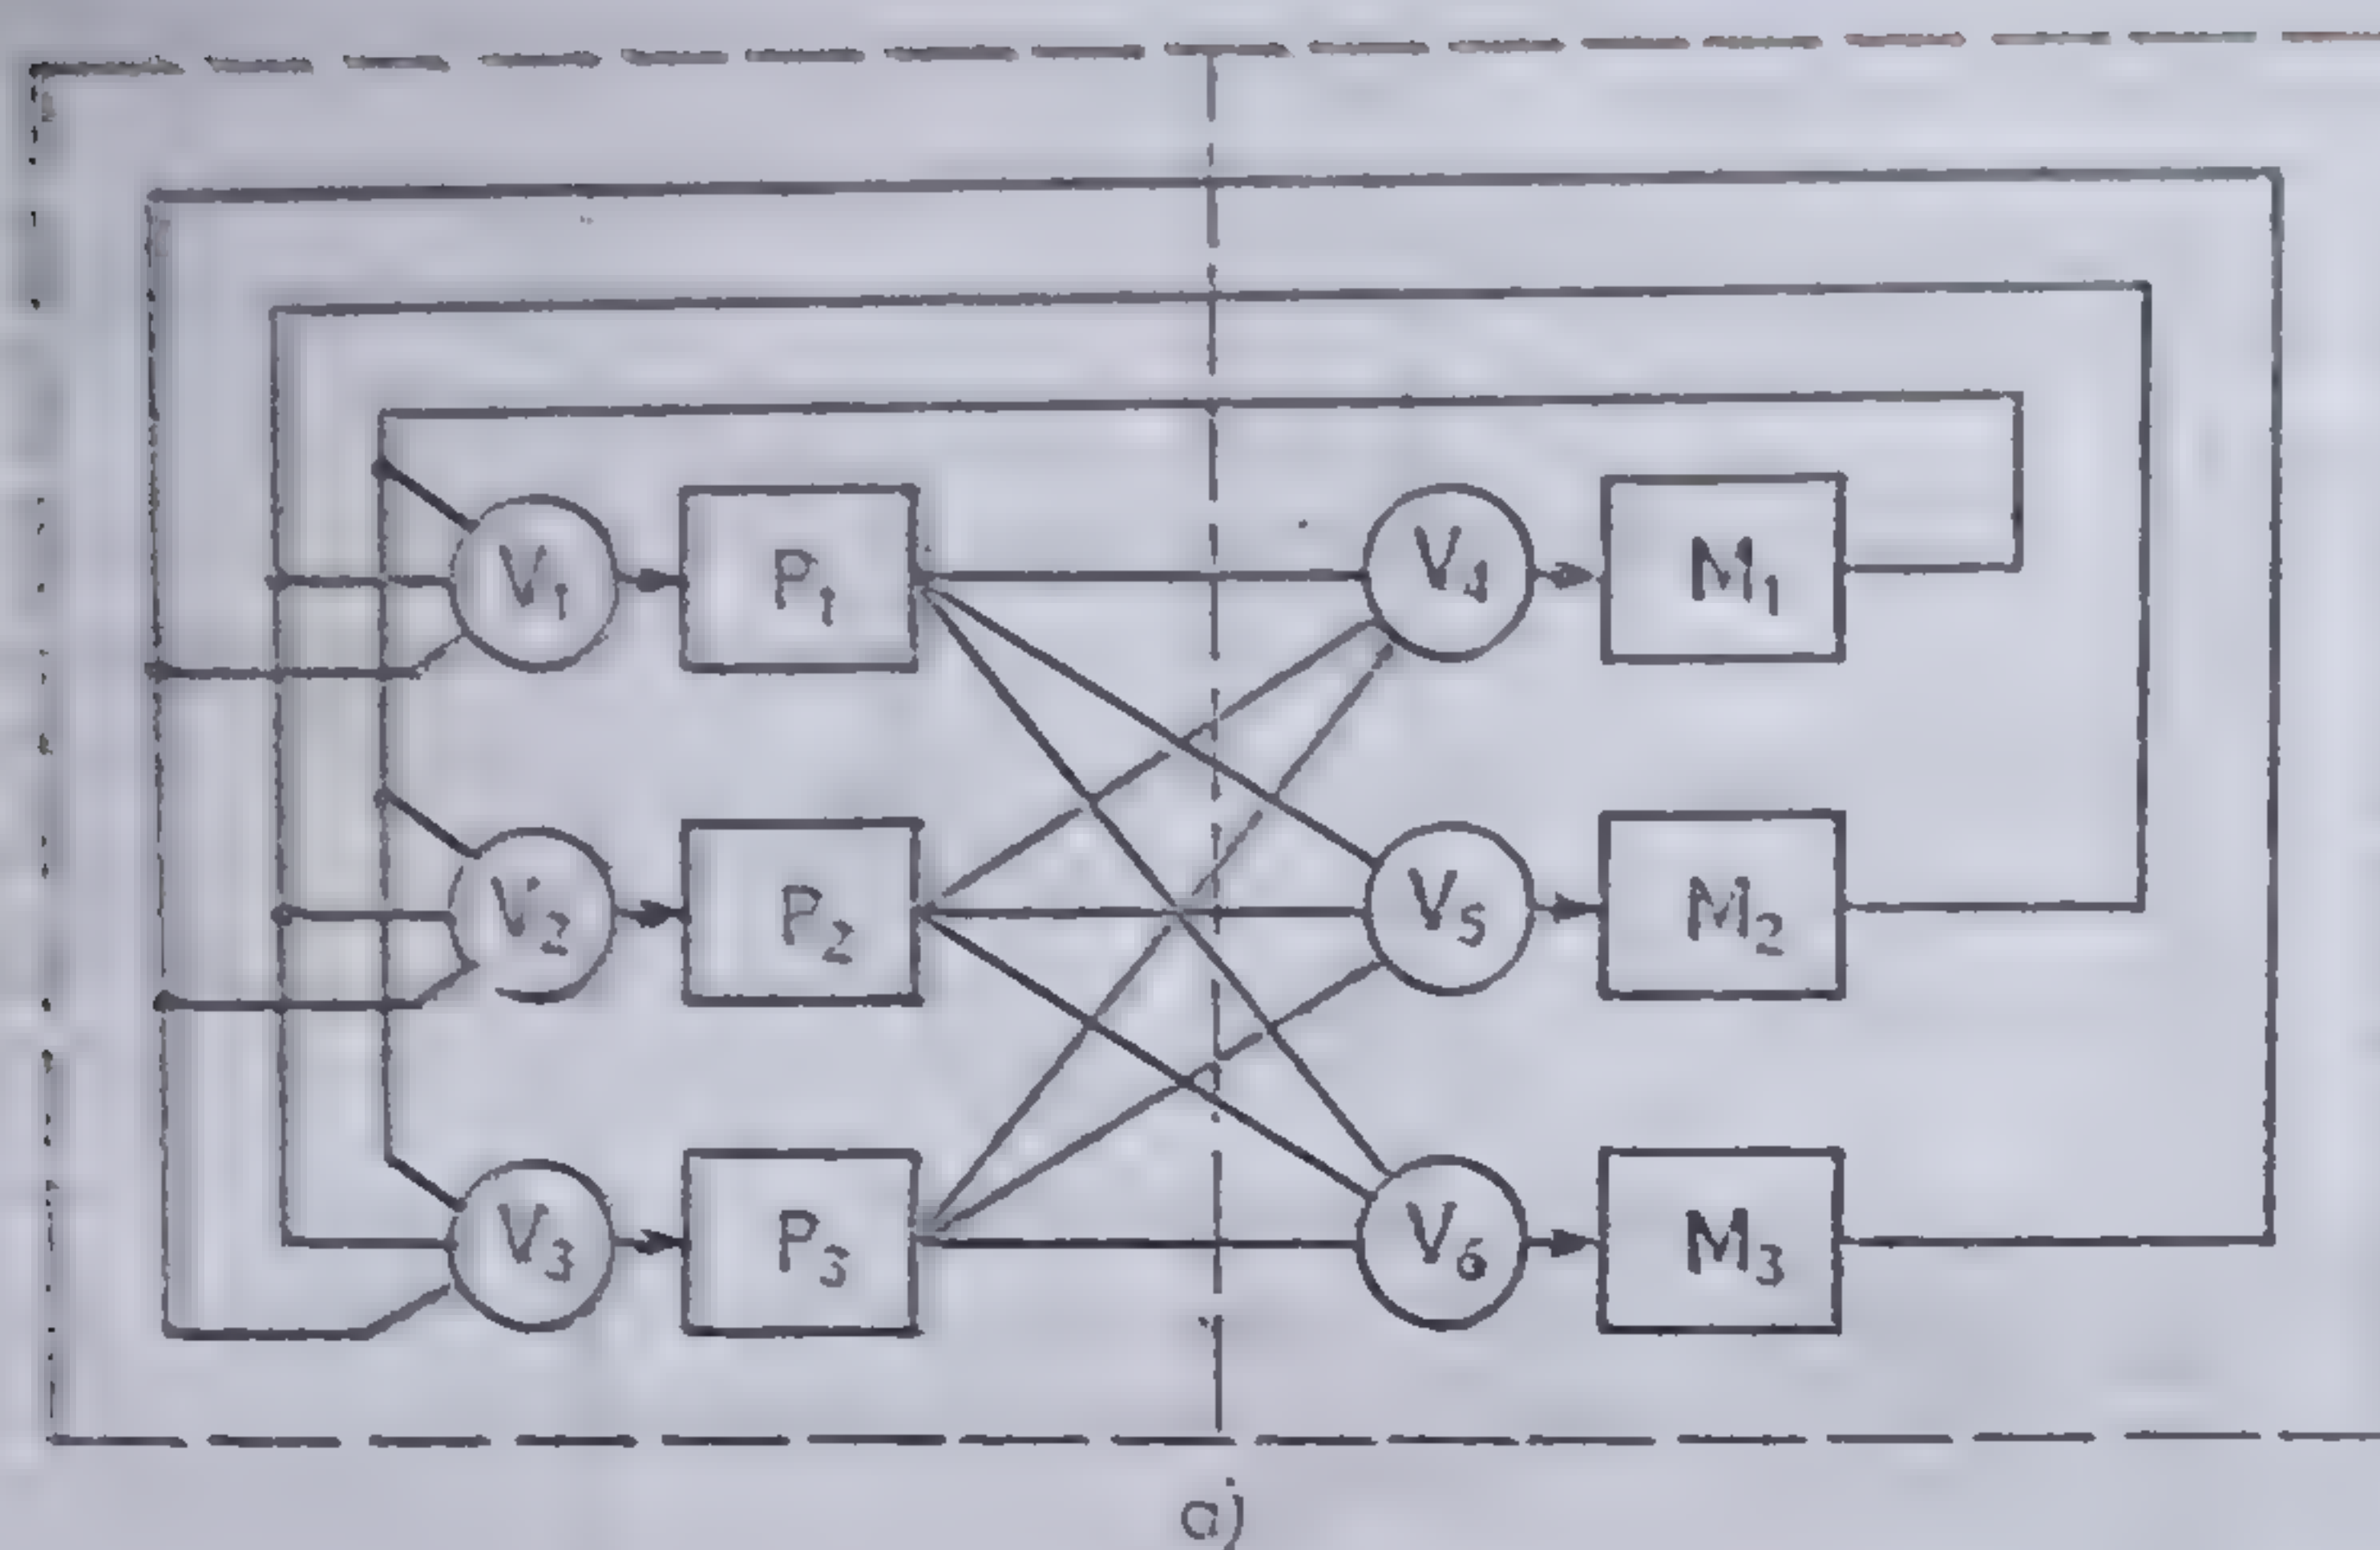 V₁ P₁ V₄ M₁
V₂ P₂ V₅ M₂
V₃ P₃ V₆ M₃
a)